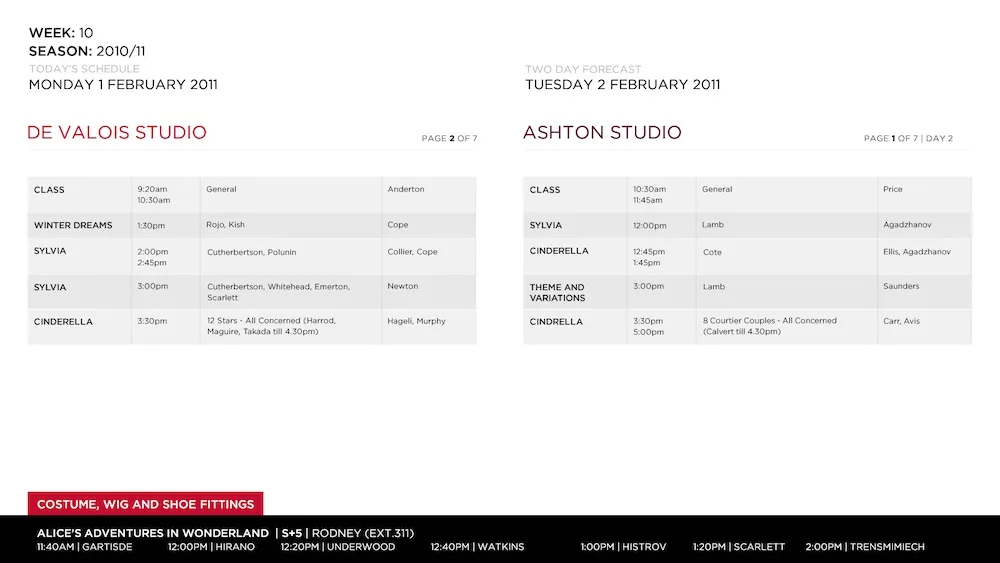 WEEK: 10
SEASON: 2010/11
TODAY'S SCHEDULE
MONDAY 1 FEBRUARY 2011
DE VALOIS STUDIO
PAGE 2 OF 7
CLASS 9:20am General Anderton
10:30am
WINTER DREAMS 1:30pm Rojo, Kish Cope
SYLVIA 2:00pm Cutherbertson, Polunin Collier, Cope
2:45pm
SYLVIA 3:00pm Cutherbertson, Whitehead, Emerton, Newton
Scarlett
CINDERELLA 3:30pm 12 Stars - All Concerned (Harrod, Hageli, Murphy
Maguire, Takada till 4.30pm)
TWO DAY FORECAST
TUESDAY 2 FEBRUARY 2011
ASHTON STUDIO
PAGE 1 OF 7 | DAY 2
CLASS 10:30am General Price
11:45am
SYLVIA 12:00pm Lamb Agadzhanov
CINDERELLA 12:45pm Cote Ellis, Agadzhanov
1:45pm
THEME AND 3:00pm Lamb Saunders
VARIATIONS
CINDRELLA 3:30pm 8 Courtier Couples - All Concerned Carr, Avis
5:00pm (Calvert till 4.30pm)
COSTUME, WIG AND SHOE FITTINGS
ALICE'S ADVENTURES IN WONDERLAND | S+5 | RODNEY (EXT.311)
11:40AM | GARTISDE 12:00PM | HIRANO 12:20PM | UNDERWOOD 12:40PM | WATKINS 1:00PM | HISTROV 1:20PM | SCARLETT 2:00PM | TRENSMIMIECH